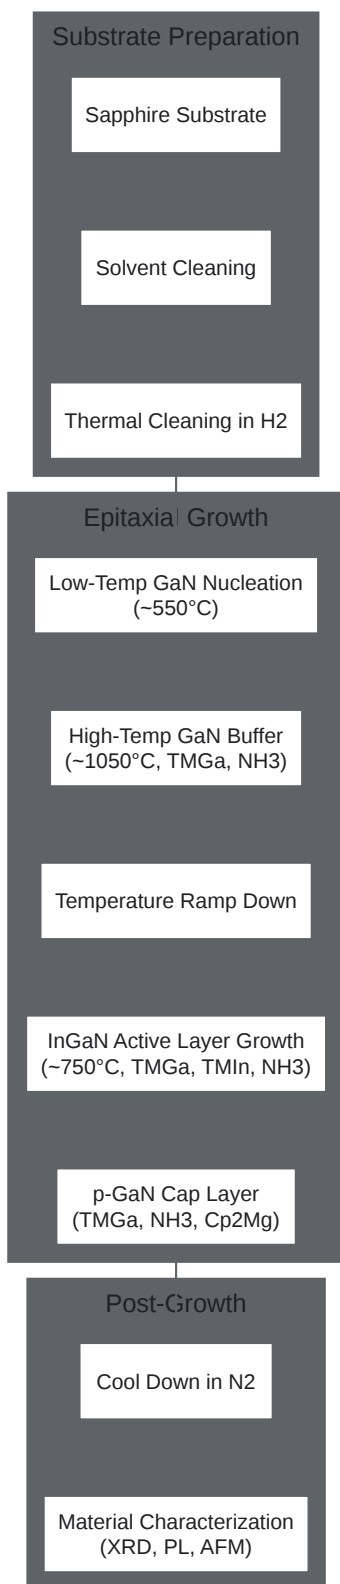 Substrate Preparation
Sapphire Substrate
Solvent Cleaning
Thermal Cleaning in H2
Epitaxial Growth
Low-Temp GaN Nucleation
(~550°C)
High-Temp GaN Buffer
(~1050°C, TMGa, NH3)
Temperature Ramp Down
InGaN Active Layer Growth
(~750°C, TMGa, TMIn, NH3)
p-GaN Cap Layer
(TMGa, NH3, Cp2Mg)
Post-Growth
Cool Down in N2
Material Characterization
(XRD, PL, AFM)